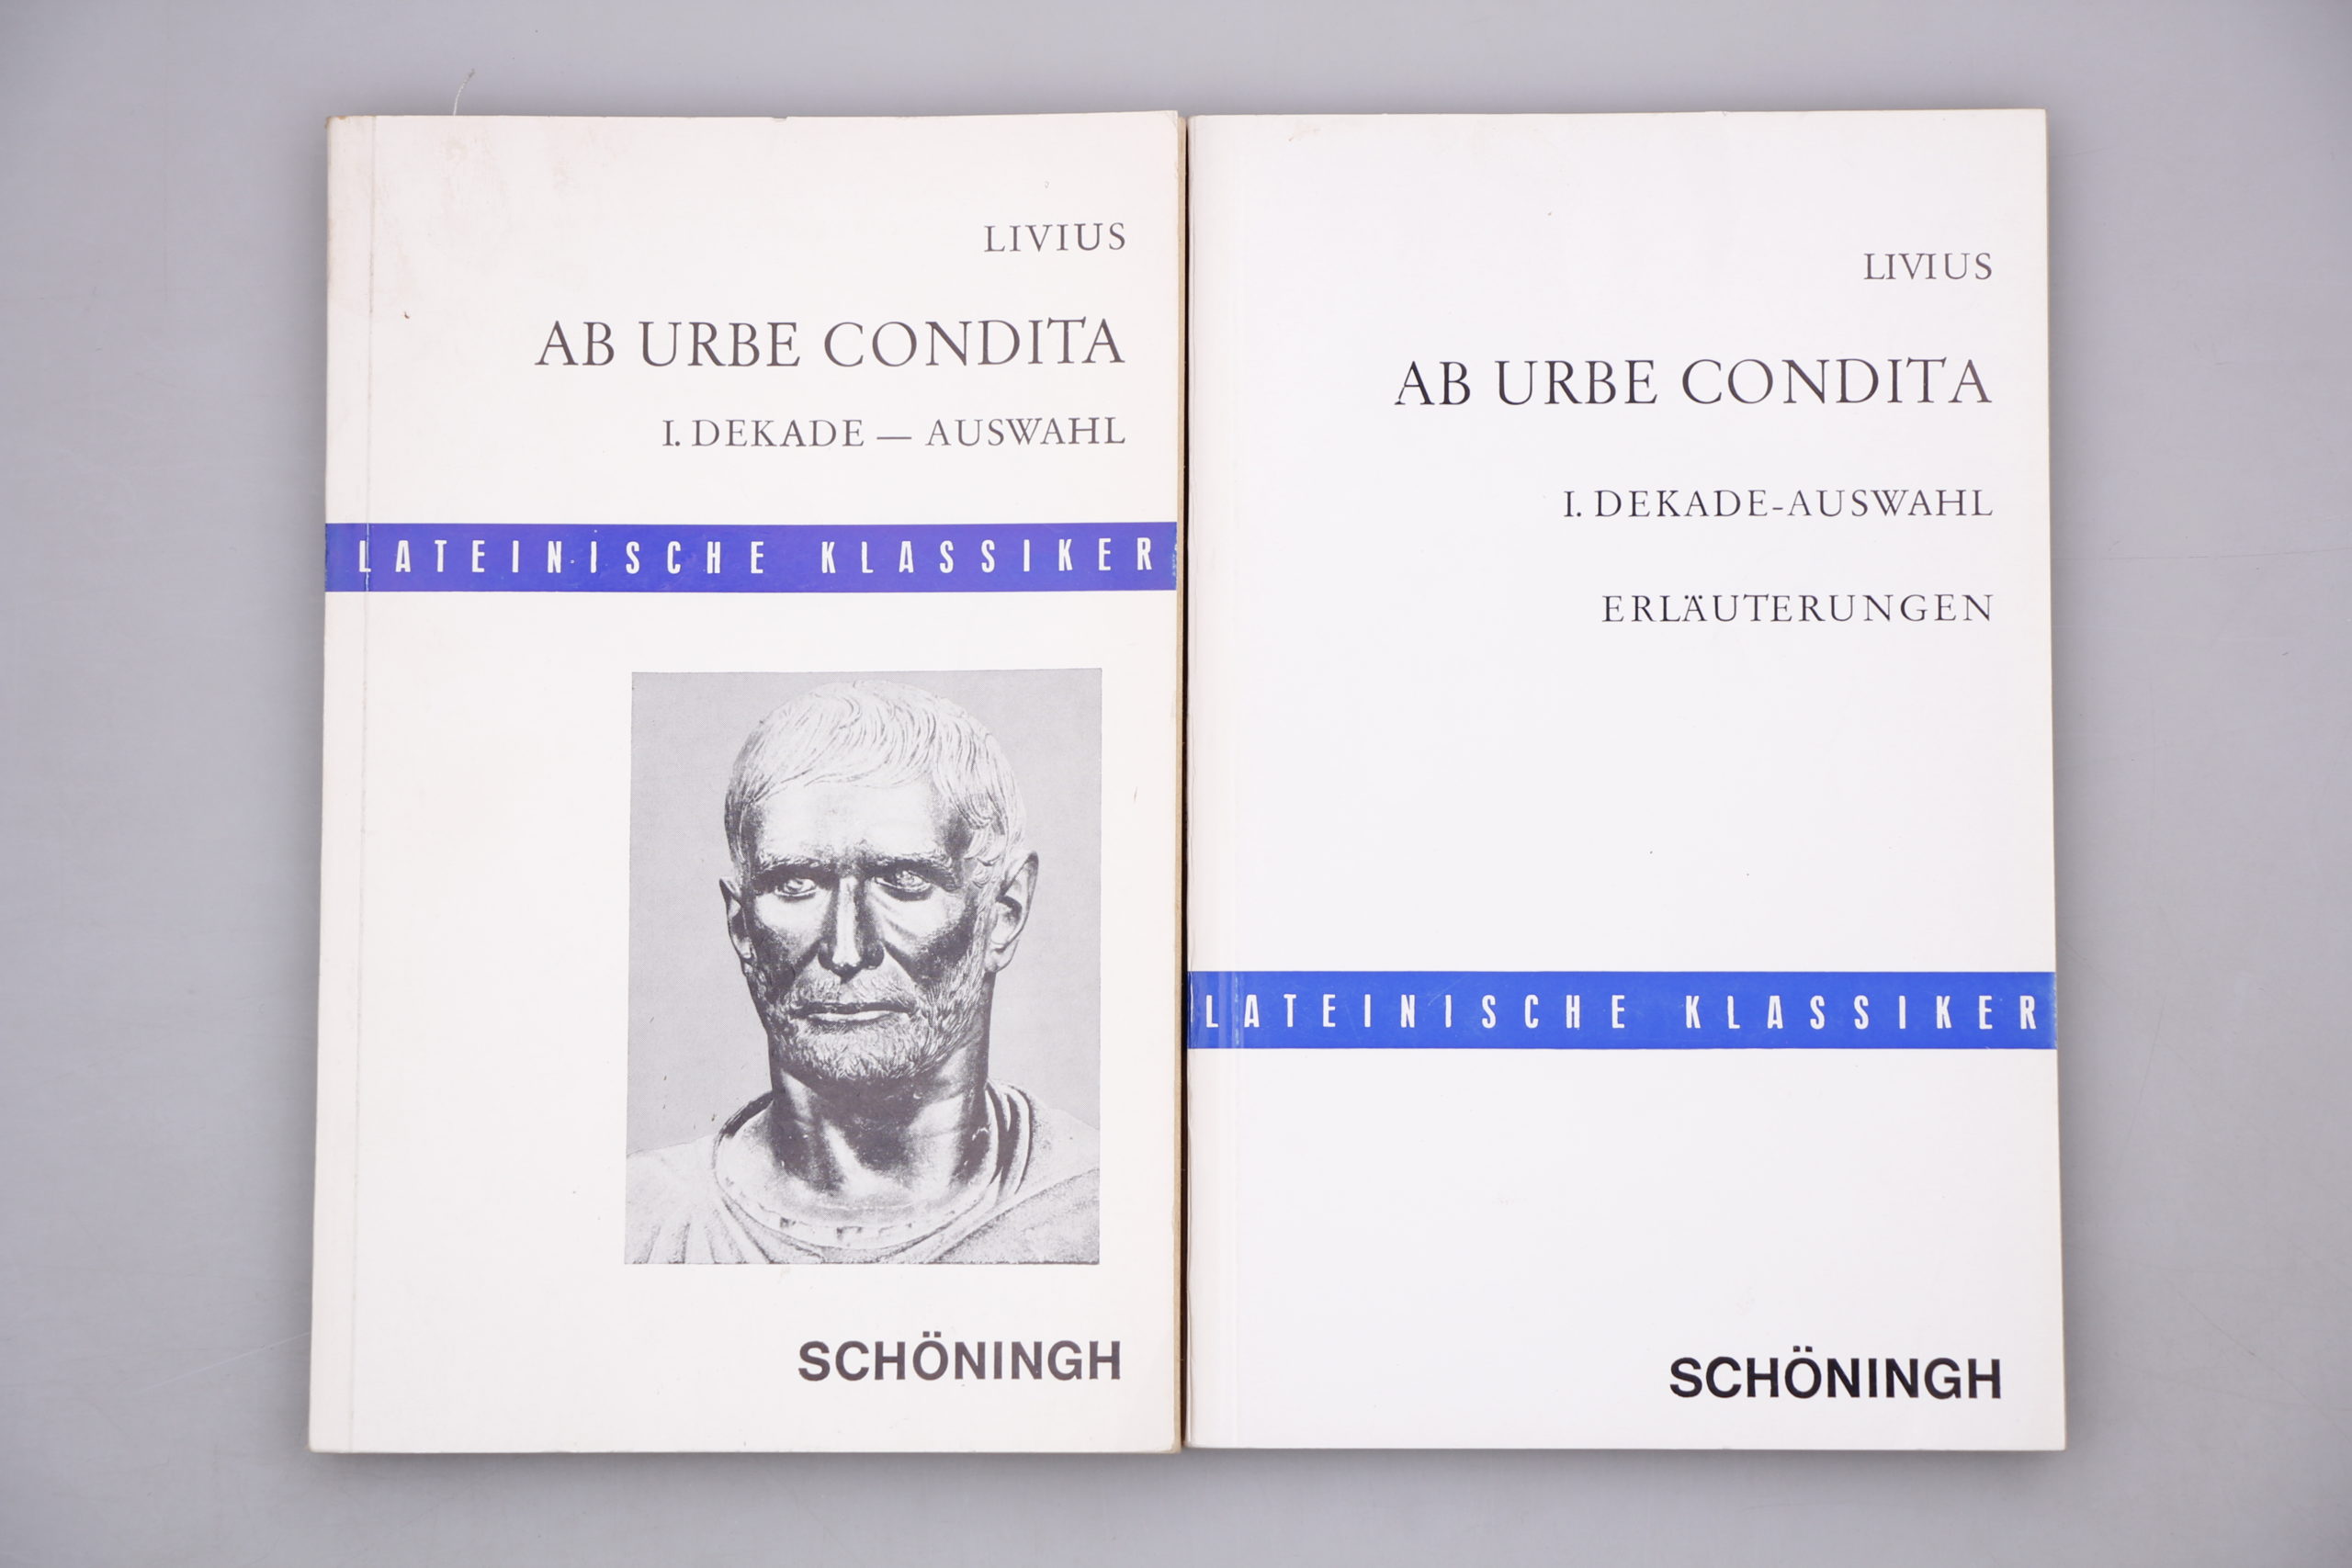 LIVIUS
AB URBE CONDITA
I. DEKADE — AUSWAHL
LATEINISCHE KLASSIKER
SCHÖNINGH
LIVIUS
AB URBE CONDITA
I. DEKADE-AUSWAHL
ERLÄUTERUNGEN
LATEINISCHE KLASSIKER
SCHÖNINGH